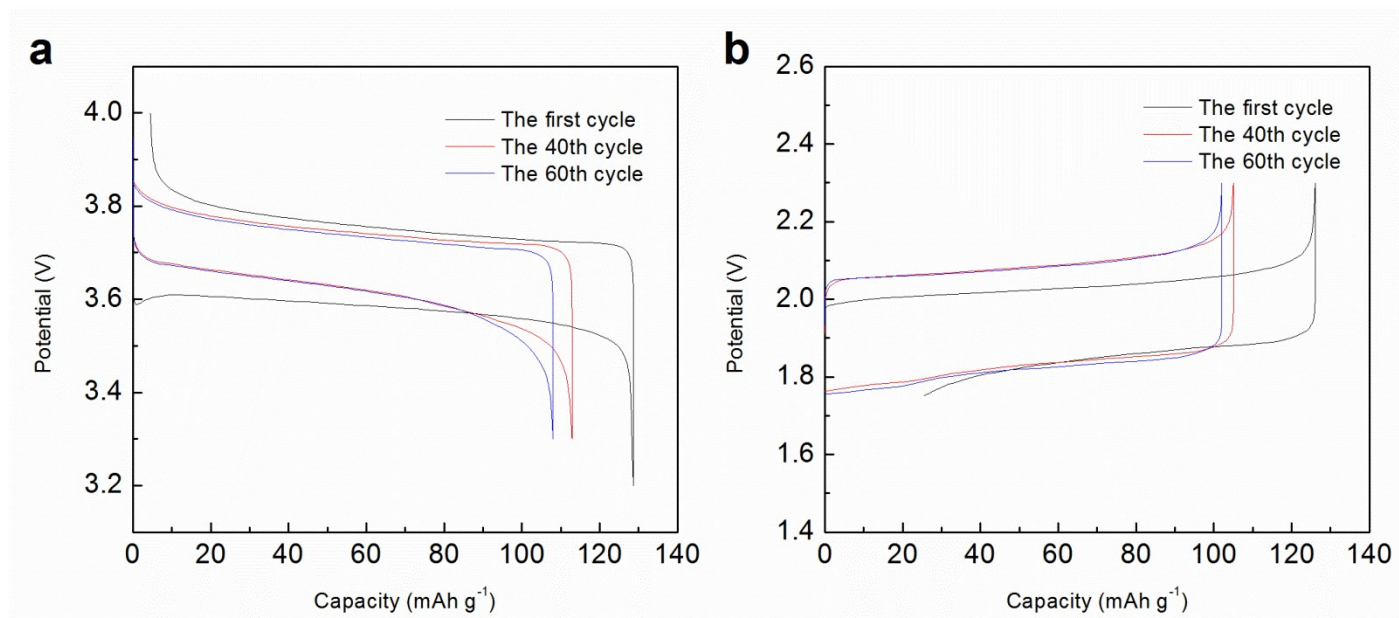 a
The first cycle
The 40th cycle
The 60th cycle
4.0
3.8
3.6
3.4
3.2
Potential (V)
0 20 40 60 80 100 120 140
Capacity (mAh g⁻¹)
b
The first cycle
The 40th cycle
The 60th cycle
2.6
2.4
2.2
2.0
1.8
1.6
1.4
Potential (V)
0 20 40 60 80 100 120 140
Capacity (mAh g⁻¹)